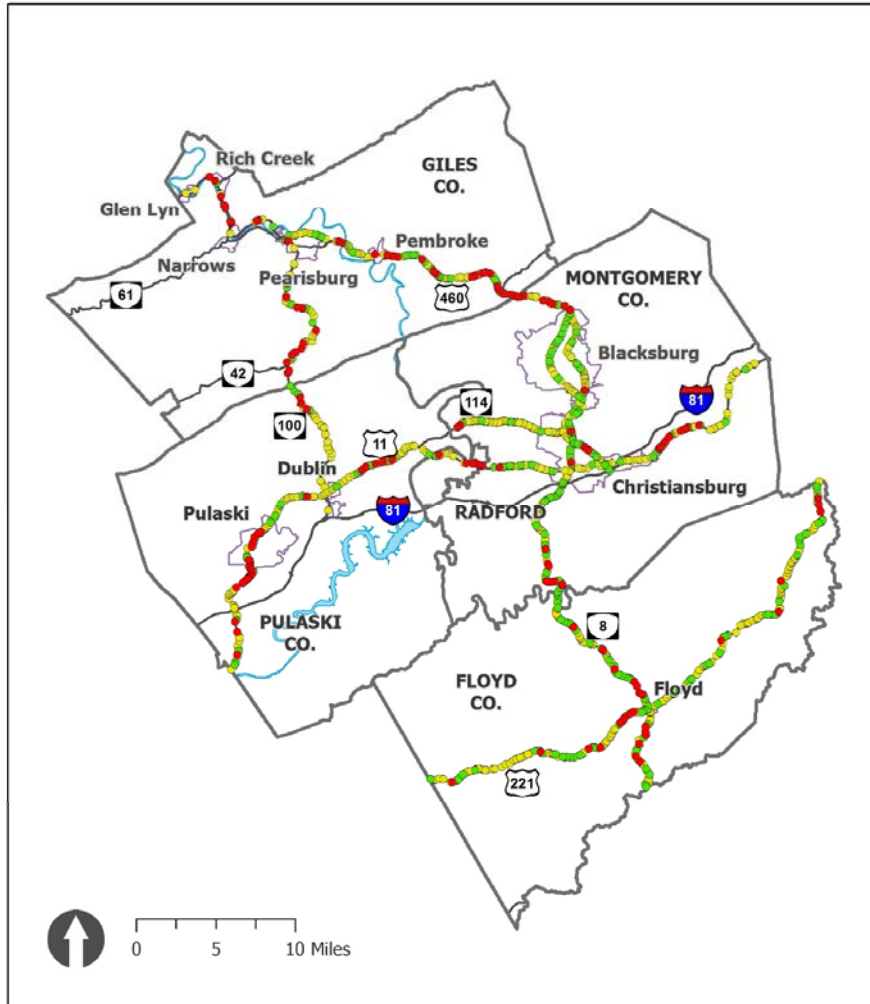 Rich Creek
GILES
CO.
Glen Lyn
Pembroke
Narrows
Pearisburg
MONTGOMERY
CO.
61
460
Blacksburg
42
81
114
100
11
Dublin
Christiansburg
Pulaski
81
RADFORD
PULASKI
CO.
8
FLOYD
CO.
Floyd
221
0 5 10 Miles